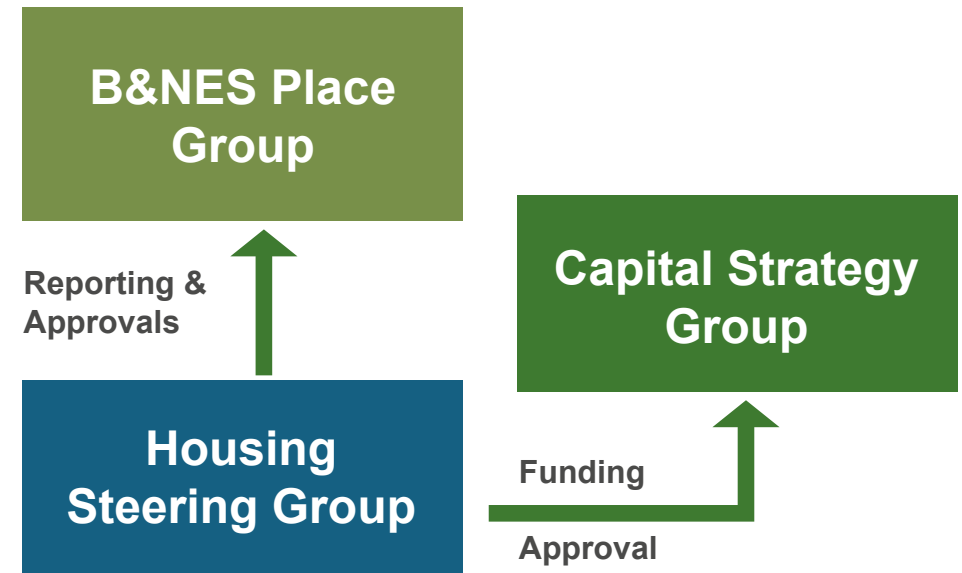 B&NES Place
Group
Reporting &
Approvals
Capital Strategy
Group
Housing
Steering Group
Funding
Approval